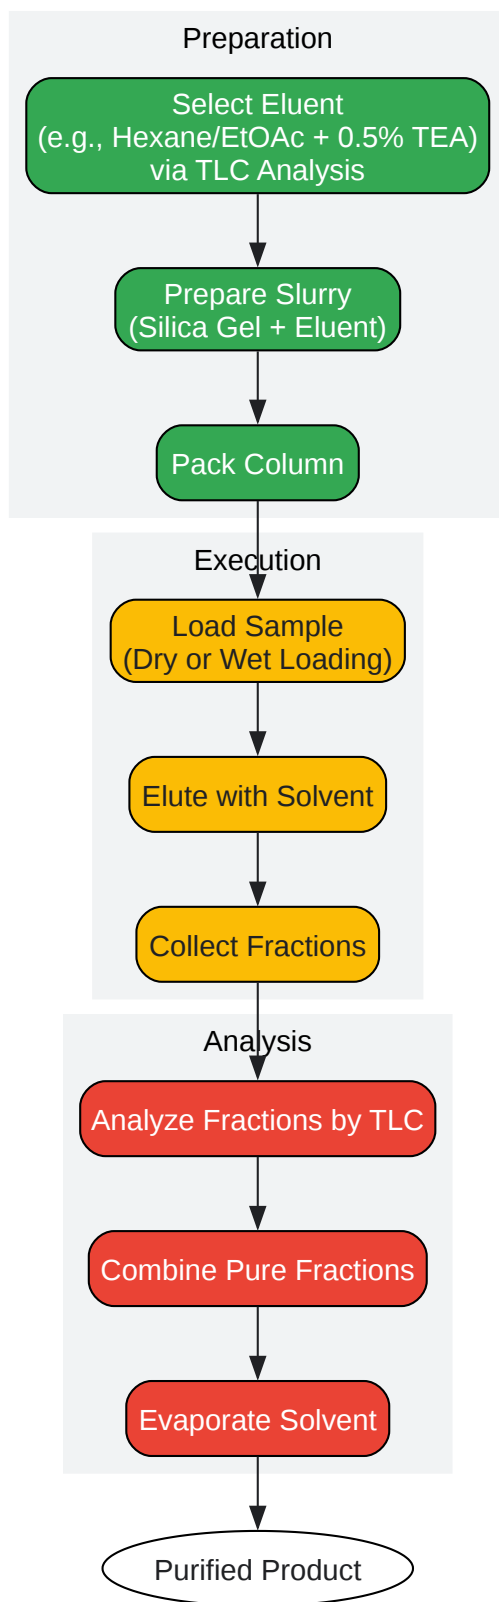 Preparation
Select Eluent
(e.g., Hexane/EtOAc + 0.5% TEA)
via TLC Analysis
Prepare Slurry
(Silica Gel + Eluent)
Pack Column
Execution
Load Sample
(Dry or Wet Loading)
Elute with Solvent
Collect Fractions
Analysis
Analyze Fractions by TLC
Combine Pure Fractions
Evaporate Solvent
Purified Product